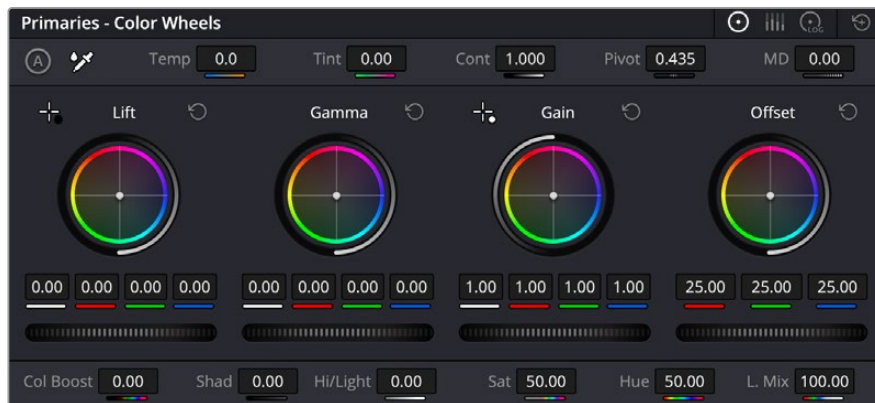 Primaries - Color Wheels
LOG
A Temp 0.0 Tint 0.00 Cont 1.000 Pivot 0.435 MD 0.00
Lift Gamma Gain Offset
0.00 0.00 0.00 0.00 0.00 0.00 0.00 0.00 1.00 1.00 1.00 1.00 25.00 25.00 25.00
Col Boost 0.00 Shad 0.00 Hi/Light 0.00 Sat 50.00 Hue 50.00 L. Mix 100.00